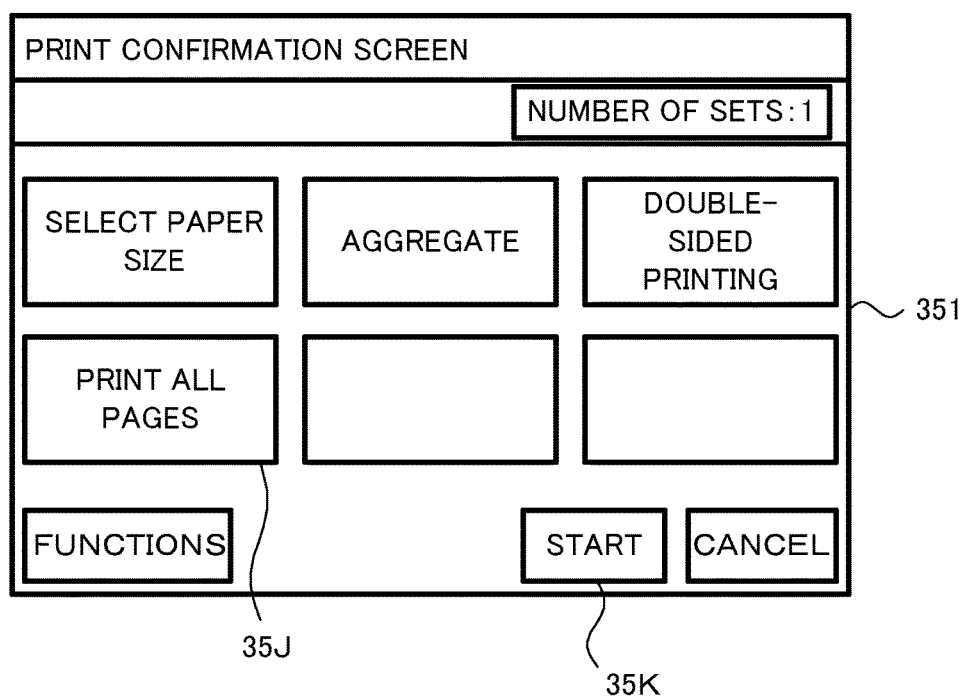 PRINT CONFIRMATION SCREEN
NUMBER OF SETS:1
SELECT PAPER
SIZE
AGGREGATE
DOUBLE-
SIDED
PRINTING
351
PRINT ALL
PAGES
FUNCTIONS
START
CANCEL
35J
35K